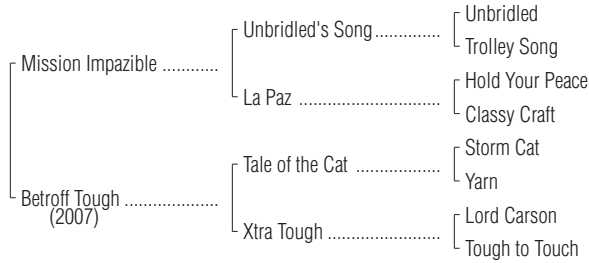 Unbridled
Unbridled's Song..............
Trolley Song
Mission Impazible ............
Hold Your Peace
La Paz ..............................
Classy Craft
Storm Cat
Tale of the Cat ..................
Yarn
Betroff Tough ....................
(2007)
Lord Carson
Xtra Tough ........................
Tough to Touch